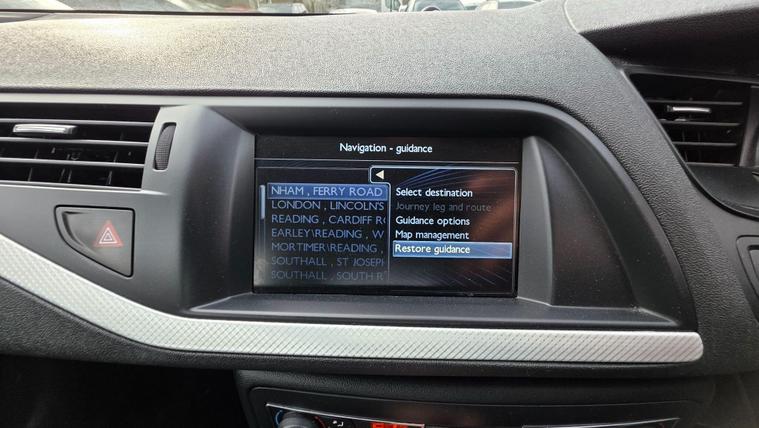 Navigation - guidance
NHAM , FERRY ROAD
LONDON , LINCOLN'S
READING , CARDIFF R
EARLEY\READING , W
MORTIMER\READING ,
SOUTHALL , ST JOSEPH
SOUTHALL , SOUTH R
Select destination
Journey leg and route
Guidance options
Map management
Restore guidance